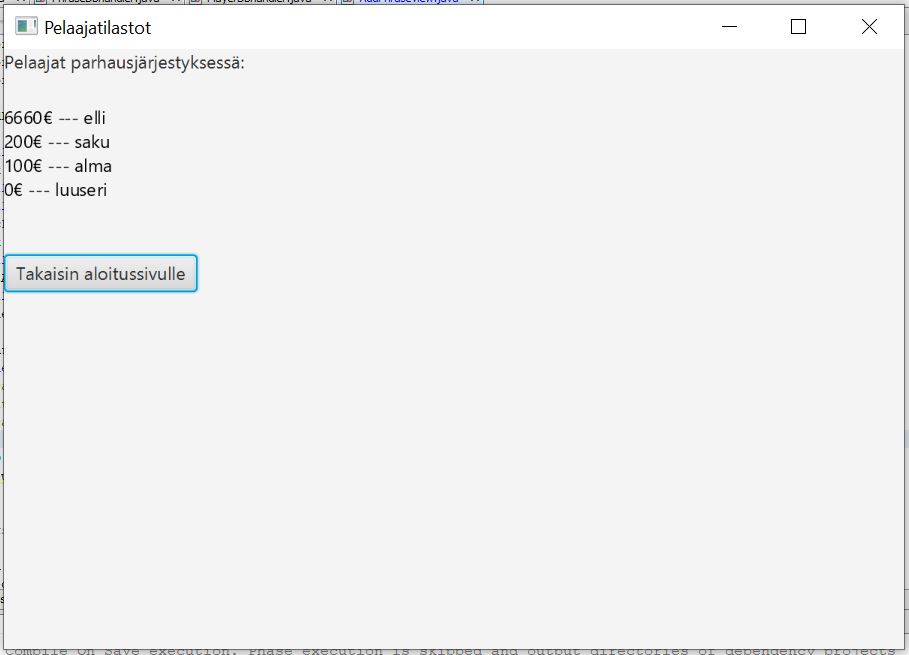 Pelaajatilastot
Pelaajat parhausjärjestyksessä:
6660€ --- elli
200€ --- saku
100€ --- alma
0€ --- luuseri
Takaisin aloitussivulle
Compile On Save execution. Phase execution is skipped and output directories of dependency projects